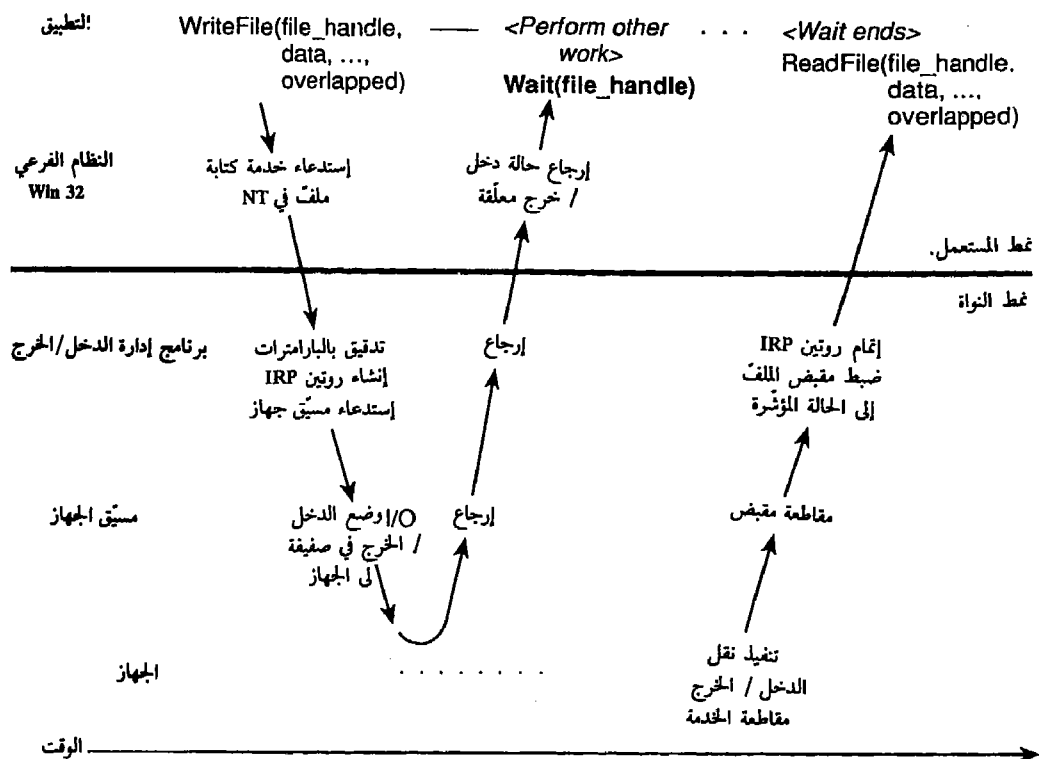 التطبيق
WriteFile(file_handle,
data, ...,
overlapped)
<Perform other
work>
Wait(file_handle)
. . .
<Wait ends>
ReadFile(file_handle.
data, ...,
overlapped)
النظام الفرعي
Win 32
إستدعاء خدمة كتابة
ملفّ في NT
إرجاع حالة دخل
/ خرج معلّقة
نمط المستعمل.
نمط النواة
برنامج إدارة الدخل/الخرج
تدقيق بالبارامترات
إنشاء روتين IRP
إستدعاء مسيّق جهاز
إرجاع
إتمام روتين IRP
ضبط مقبض الملفّ
إلى الحالة المؤشّرة
مسيّق الجهاز
I/O وضع الدخل
/ الخرج في صفيفة
لى الجهاز
إرجاع
مقاطعة مقبض
الجهاز
. . . . . . . .
تنفيذ نقل
الدخل / الخرج
مقاطعة الخدمة
الوقت